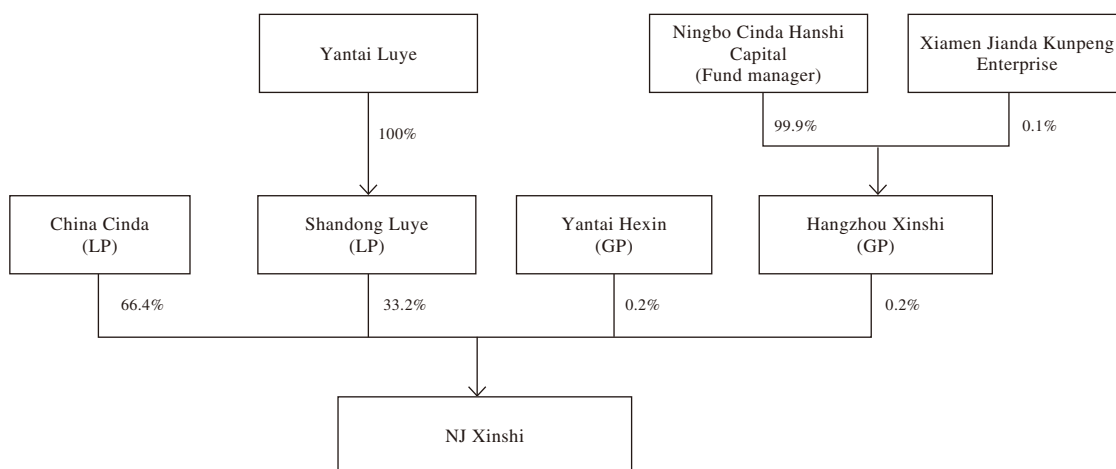 Yantai Luye
Ningbo Cinda Hanshi
Capital
(Fund manager)
Xiamen Jianda Kunpeng
Enterprise
100%
99.9%
0.1%
China Cinda
(LP)
Shandong Luye
(LP)
Yantai Hexin
(GP)
Hangzhou Xinshi
(GP)
66.4%
33.2%
0.2%
0.2%
NJ Xinshi